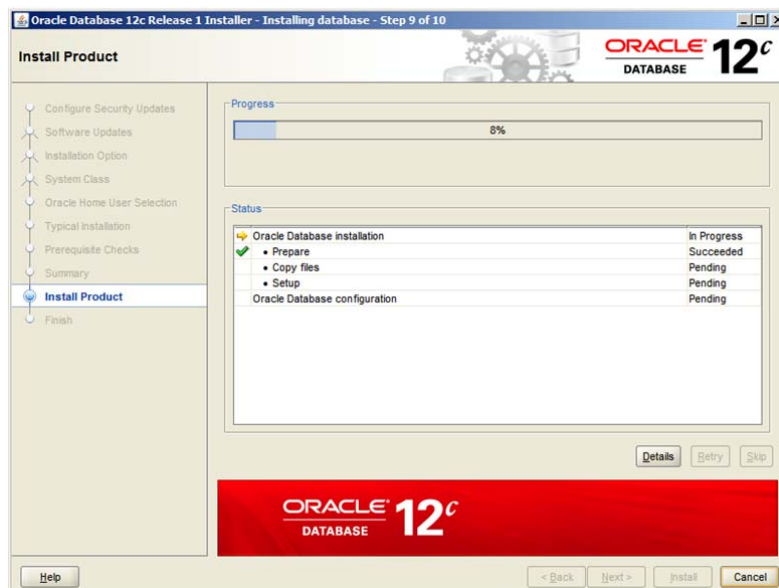 Oracle Database 12c Release 1 Installer - Installing database - Step 9 of 10
Install Product
ORACLE DATABASE 12c
Configure Security Updates
Software Updates
Installation Option
System Class
Oracle Home User Selection
Typical Installation
Prerequisite Checks
Summary
Install Product
Finish
Progress
8%
Status
Oracle Database installation In Progress
• Prepare Succeeded
• Copy files Pending
• Setup Pending
Oracle Database configuration Pending
Details Retry Skip
ORACLE DATABASE 12c
Help < Back Next > Install Cancel